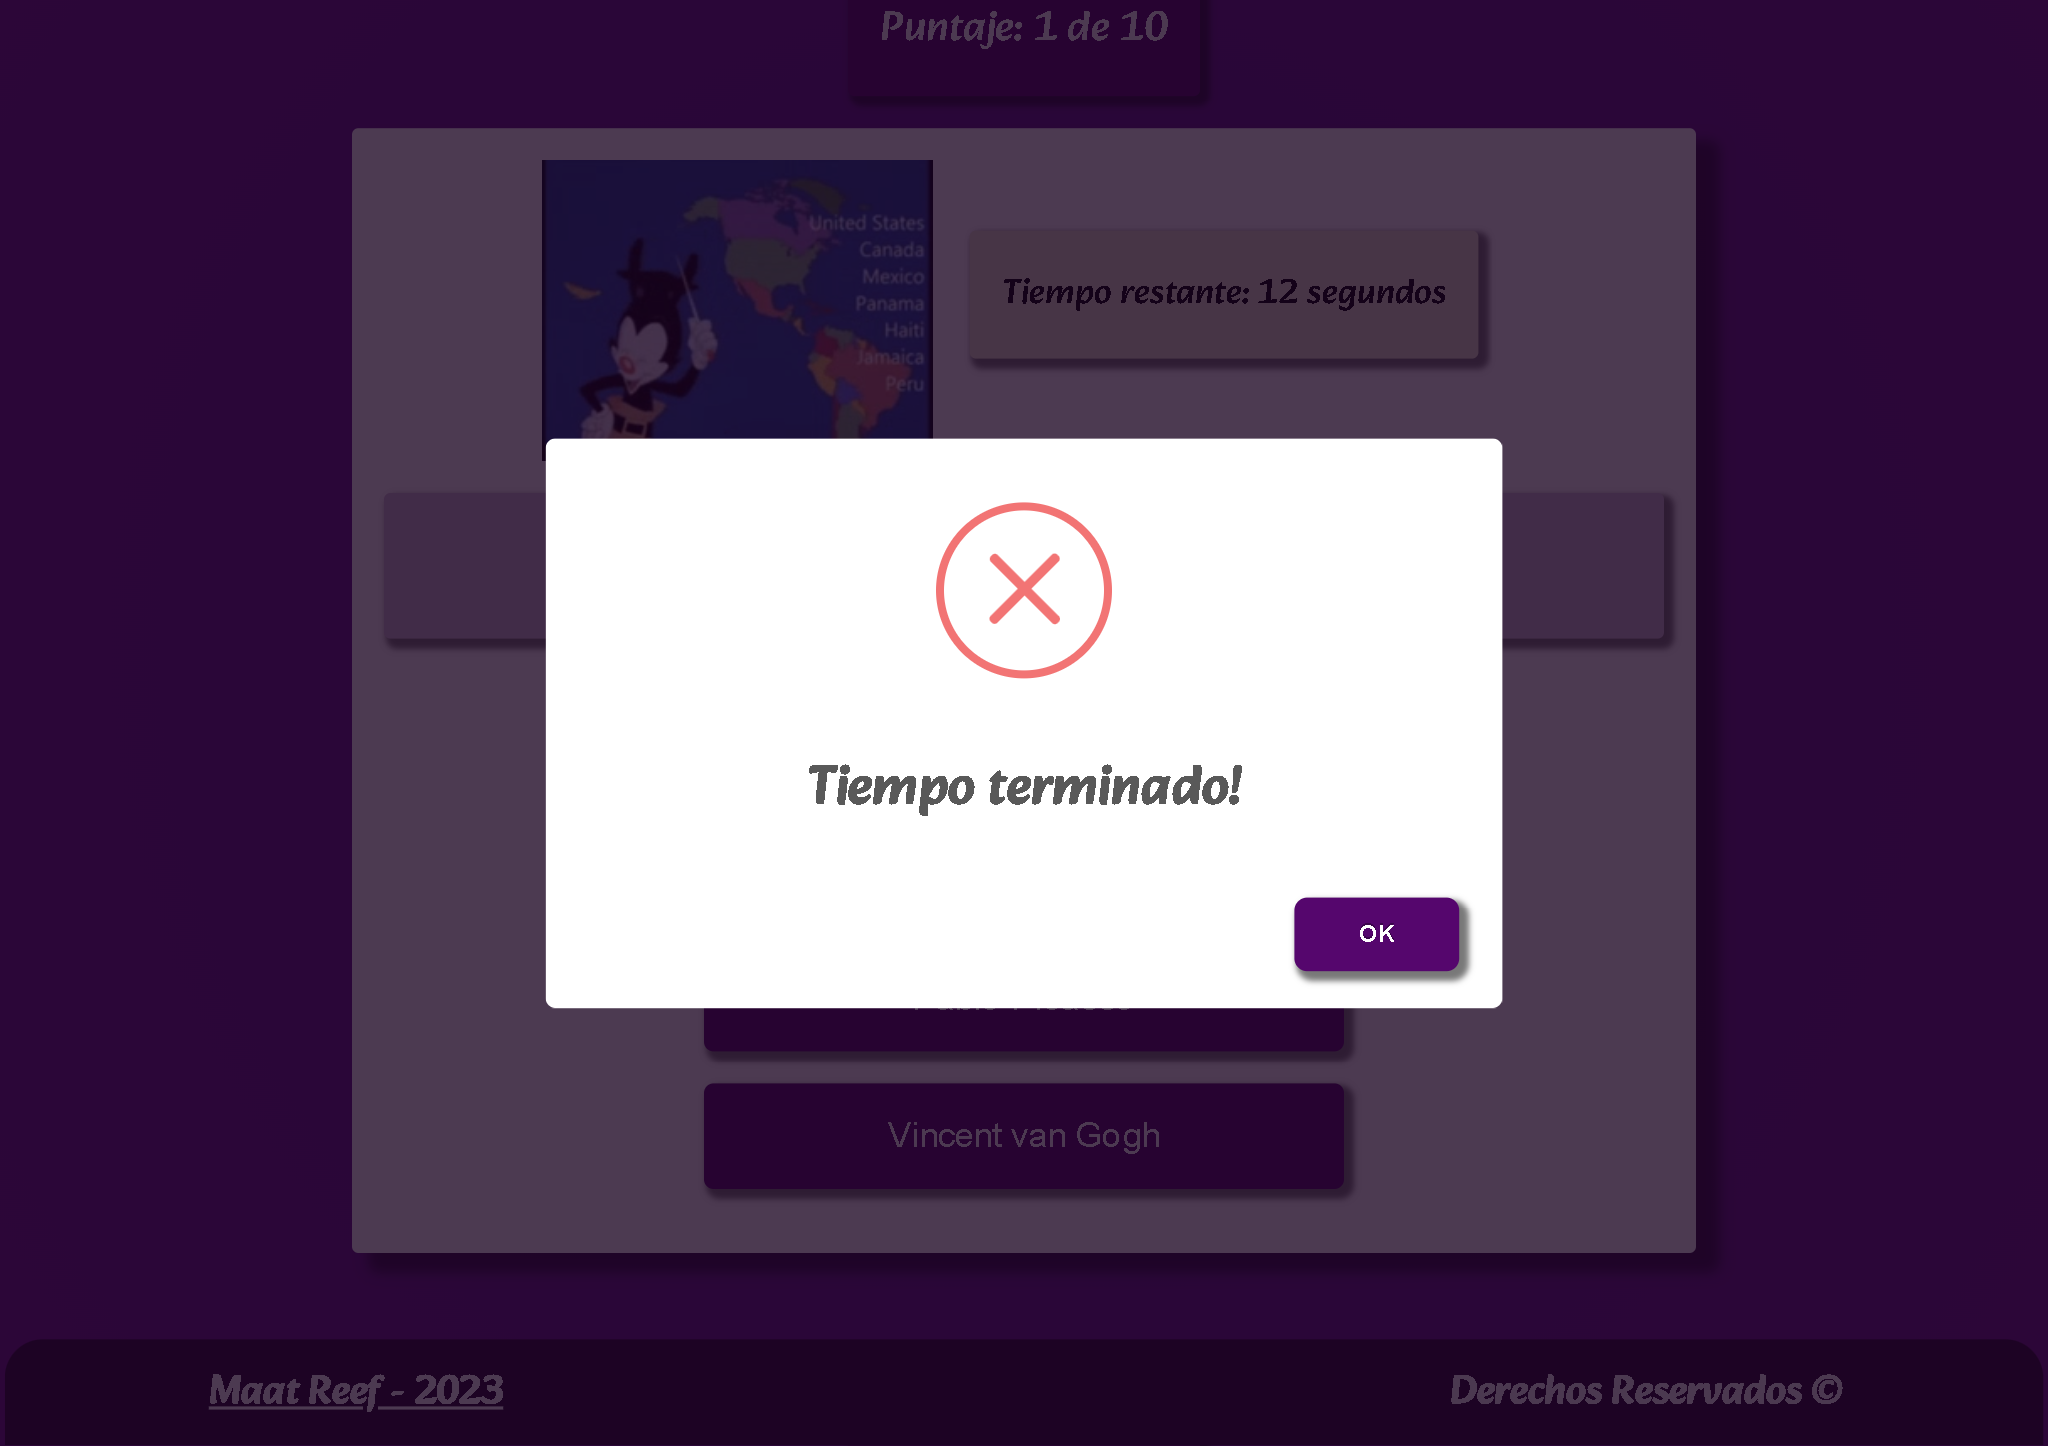 Puntaje: 1 de 10
United States
Canada
Mexico
Panama
Haiti
Jamaica
Peru
Tiempo restante: 12 segundos
Tiempo terminado!
OK
Vincent van Gogh
Maat Reef - 2023
Derechos Reservados ©